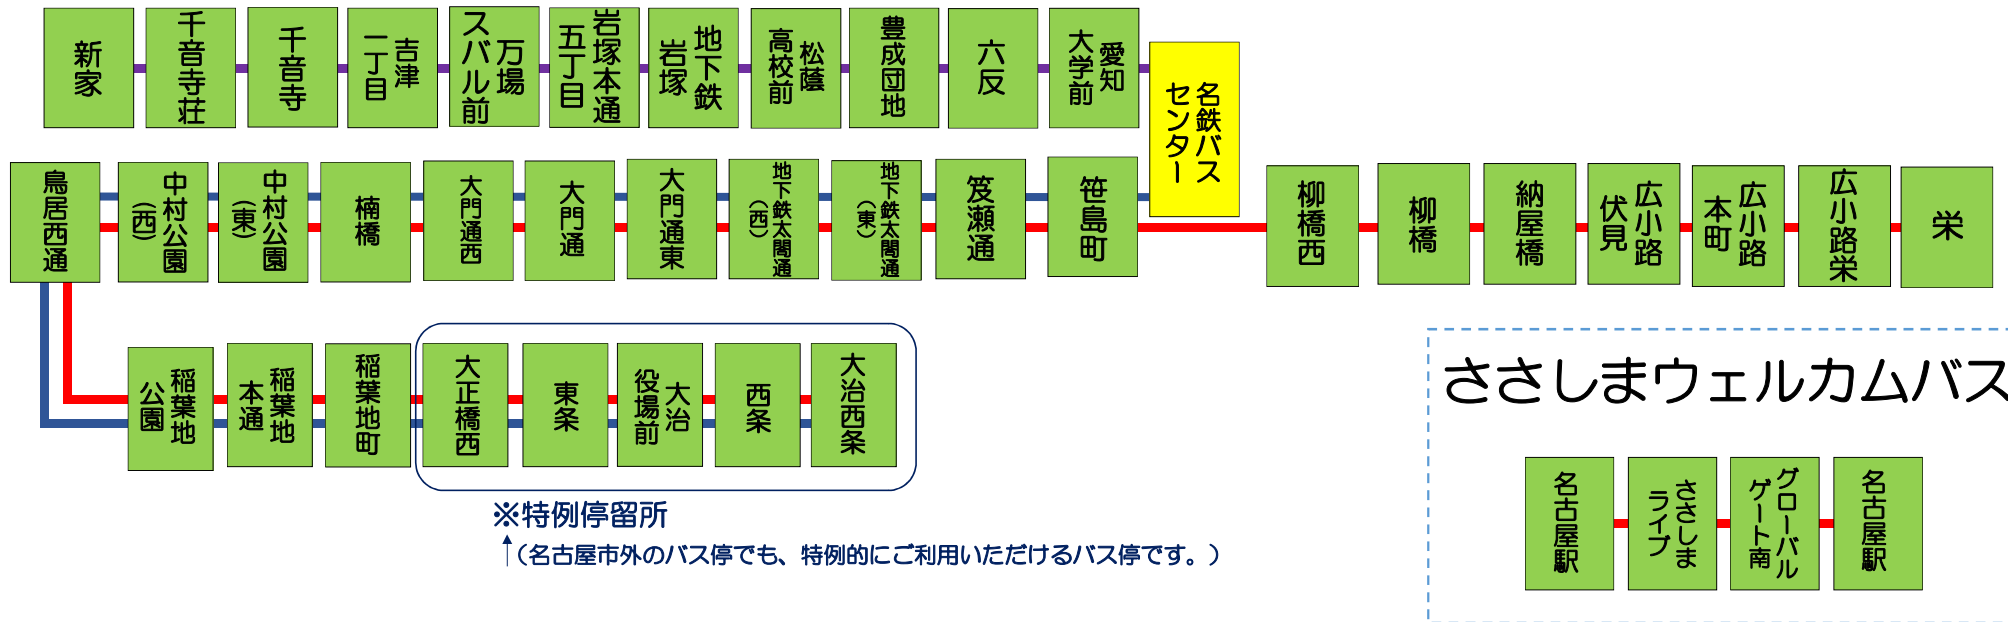 新家
千音寺荘
千音寺
吉津
一丁目
万場
スバル前
岩塚本通
五丁目
地下鉄
岩塚
松蔭
高校前
豊成団地
六反
愛知
大学前
名鉄バス
センター
鳥居西通
中村公園
（西）
中村公園
（東）
楠橋
大門通西
大門通
大門通東
地下鉄太閤通
（西）
地下鉄太閤通
（東）
笈瀬通
笹島町
柳橋西
柳橋
納屋橋
広小路
伏見
広小路
本町
広小路栄
栄
稲葉地
公園
稲葉地
本通
稲葉地町
大正橋西
東条
大治
役場前
西条
大治西条
※特例停留所
↑（名古屋市外のバス停でも、特例的にご利用いただけるバス停です。）
ささしまウェルカムバス
名古屋駅
ささしま
ライブ
グローバル
ゲート南
名古屋駅